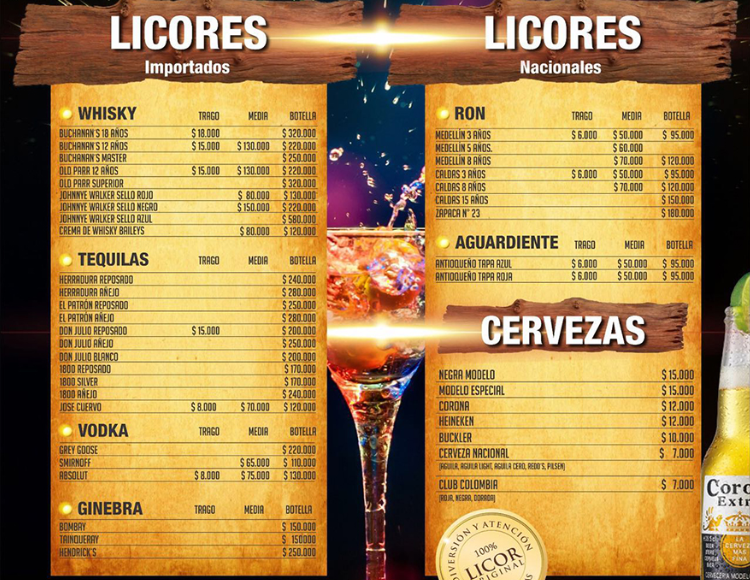 LICORES
Importados
WHISKY TRAGO MEDIA BOTELLA
BUCHANAN'S 18 AÑOS $ 18.000 $ 320.000
BUCHANAN'S 12 AÑOS $ 15.000 $ 130.000 $ 220.000
BUCHANAN'S MASTER $ 250.000
OLD PARR 12 AÑOS $ 15.000 $ 130.000 $ 220.000
OLD PARR SUPERIOR $ 320.000
JOHNNYE WALKER SELLO ROJO $ 80.000 $ 130.000
JOHNNYE WALKER SELLO NEGRO $ 150.000 $ 220.000
JOHNNYE WALKER SELLO AZUL $ 580.000
CREMA DE WHISKY BAILEYS $ 80.000 $ 120.000
TEQUILAS TRAGO MEDIA BOTELLA
HERRADURA REPOSADO $ 240.000
HERRADURA AÑEJO $ 280.000
EL PATRÓN REPOSADO $ 250.000
EL PATRÓN AÑEJO $ 280.000
DON JULIO REPOSADO $ 15.000 $ 200.000
DON JULIO AÑEJO $ 250.000
DON JULIO BLANCO $ 200.000
1800 REPOSADO $ 170.000
1800 SILVER $ 170.000
1800 AÑEJO $ 240.000
JOSE CUERVO $ 8.000 $ 70.000 $ 120.000
VODKA TRAGO MEDIA BOTELLA
GREY GOOSE $ 220.000
SMIRNOFF $ 65.000 $ 110.000
ABSOLUT $ 8.000 $ 75.000 $ 130.000
GINEBRA TRAGO MEDIA BOTELLA
BOMBAY $ 150.000
TAINQUERAY $ 150000
HENDRICK'S $ 250.000
LICORES
Nacionales
RON TRAGO MEDIA BOTELLA
MEDELLÍN 3 AÑOS $ 6.000 $ 50.000 $ 95.000
MEDELLÍN 5 AÑOS. $ 60.000
MEDELLÍN 8 AÑOS $ 70.000 $ 120.000
CALDAS 3 AÑOS $ 6.000 $ 50.000 $ 95.000
CALDAS 8 AÑOS $ 70.000 $ 120.000
CALDAS 15 AÑOS $ 150.000
ZAPACA N° 23 $ 180.000
AGUARDIENTE TRAGO MEDIA BOTELLA
ANTIOQUEÑO TAPA AZUL $ 6.000 $ 50.000 $ 95.000
ANTIOQUEÑO TAPA ROJA $ 6.000 $ 50.000 $ 95.000
CERVEZAS
NEGRA MODELO $ 15.000
MODELO ESPECIAL $ 15.000
CORONA $ 12.000
HEINEKEN $ 12.000
BUCKLER $ 10.000
CERVEZA NACIONAL $ 7.000
(AGUILA, AGUILA LIGHT, AGUILA CERO, REDD'S, PILSEN)
CLUB COLOMBIA $ 7.000
(ROJA, NEGRA, DORADA)
DIVERSIÓN Y ATENCIÓN
100%
LICOR
ORIGINAL
Coro
Extr
LA
CERVEZ
MAS
FINA